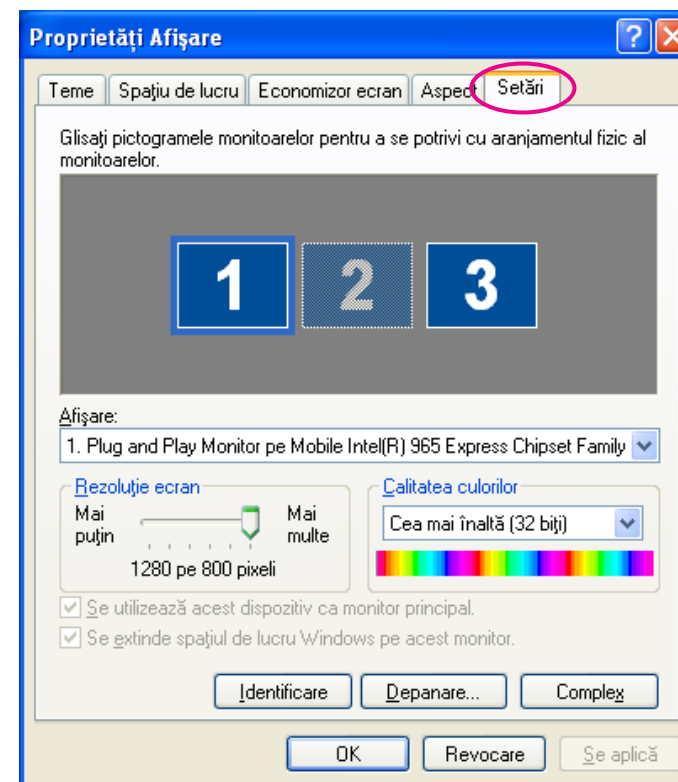 Proprietăți Afişare
Teme Spațiu de lucru Economizor ecran Aspect Setări
Glisați pictogramele monitoarelor pentru a se potrivi cu aranjamentul fizic al
monitoarelor.
1 2 3
Afişare:
1. Plug and Play Monitor pe Mobile Intel(R) 965 Express Chipset Family
Rezoluție ecran
Mai puțin
Mai multe
1280 pe 800 pixeli
Calitatea culorilor
Cea mai înaltă (32 biți)
Se utilizează acest dispozitiv ca monitor principal.
Se extinde spațiul de lucru Windows pe acest monitor.
Identificare Depanare... Complex
OK Revocare Se aplică